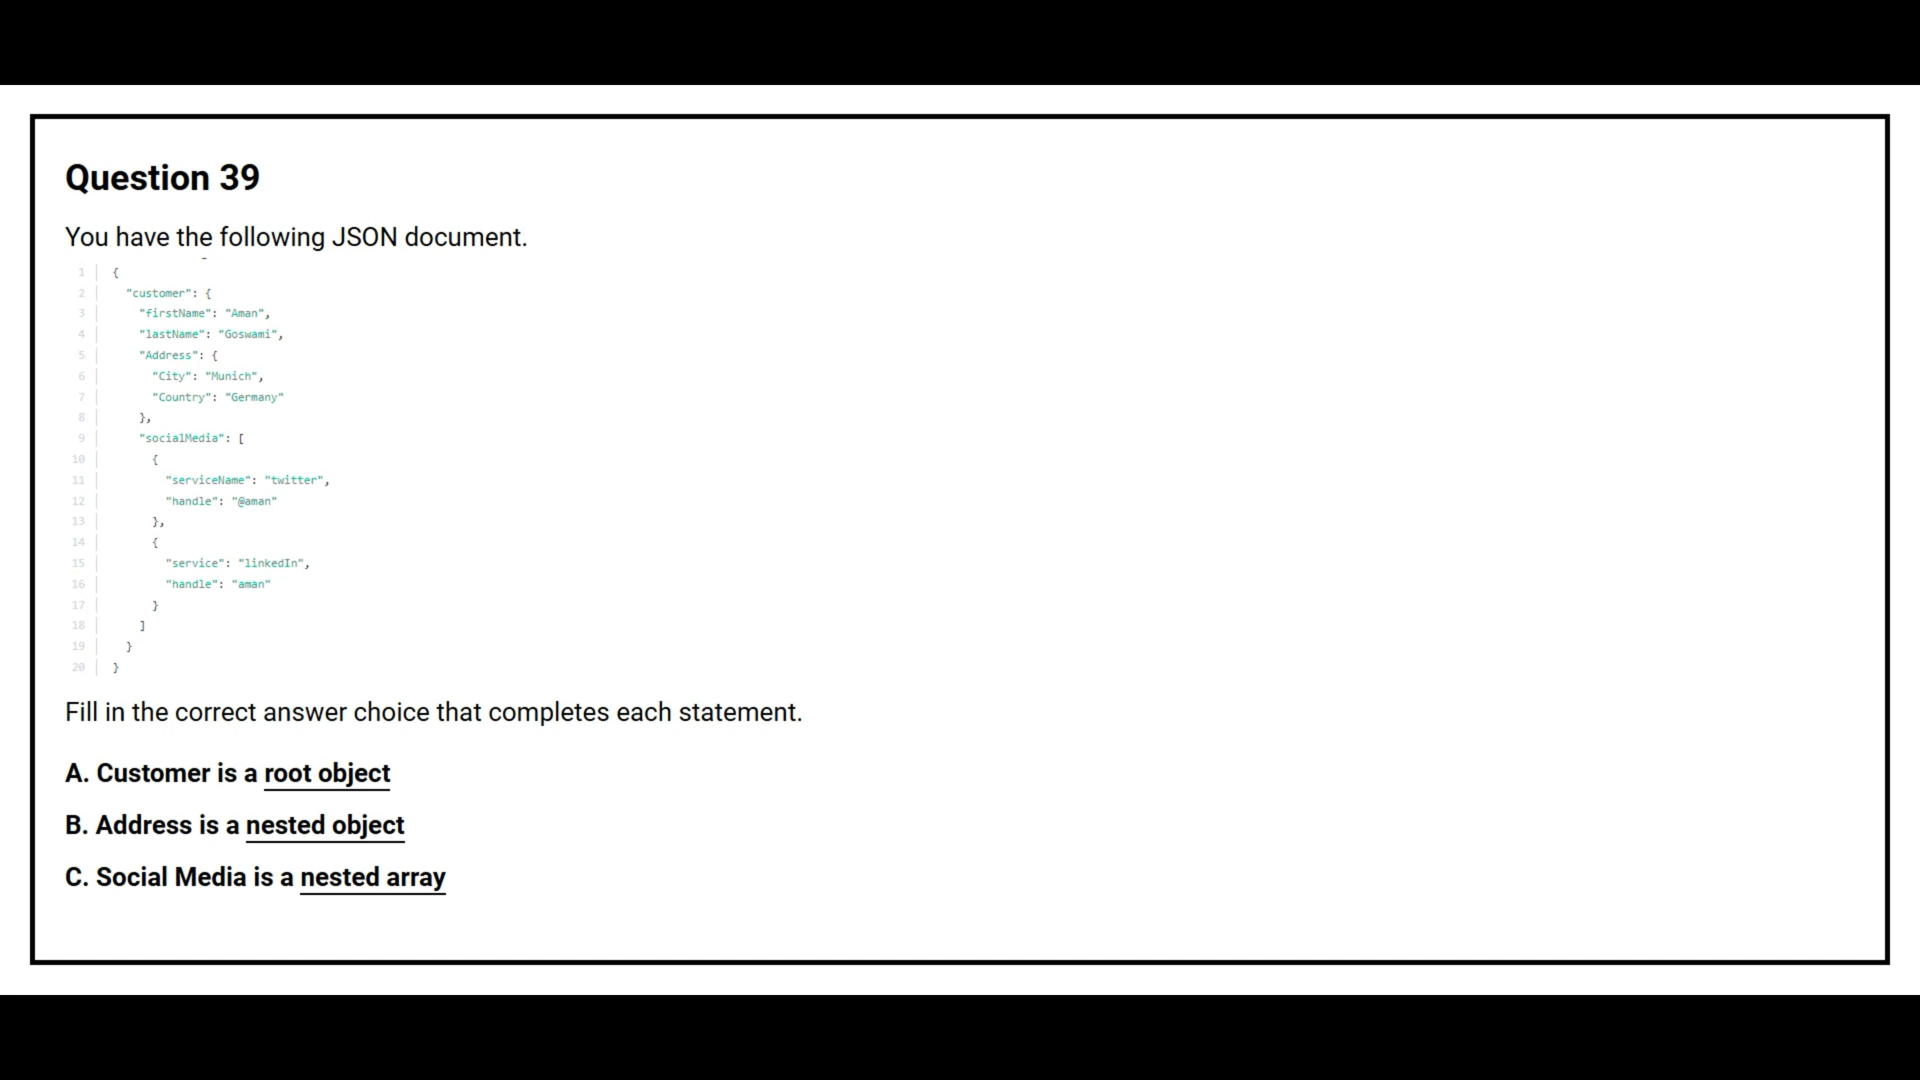 Question 39
You have the following JSON document.
1 {
2 "customer": {
3 "firstName": "Aman",
4 "lastName": "Goswami",
5 "Address": {
6 "City": "Munich",
7 "Country": "Germany"
8 },
9 "socialMedia": [
10 {
11 "serviceName": "twitter",
12 "handle": "@aman"
13 },
14 {
15 "service": "linkedIn",
16 "handle": "aman"
17 }
18 ]
19 }
20 }
Fill in the correct answer choice that completes each statement.
A. Customer is a root object
B. Address is a nested object
C. Social Media is a nested array